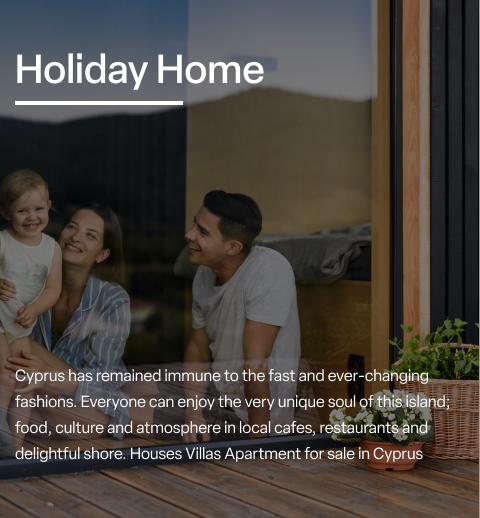 Holiday Home
Cyprus has remained immune to the fast and ever-changing
fashions. Everyone can enjoy the very unique soul of this island;
food, culture and atmosphere in local cafes, restaurants and
delightful shore. Houses Villas Apartment for sale in Cyprus